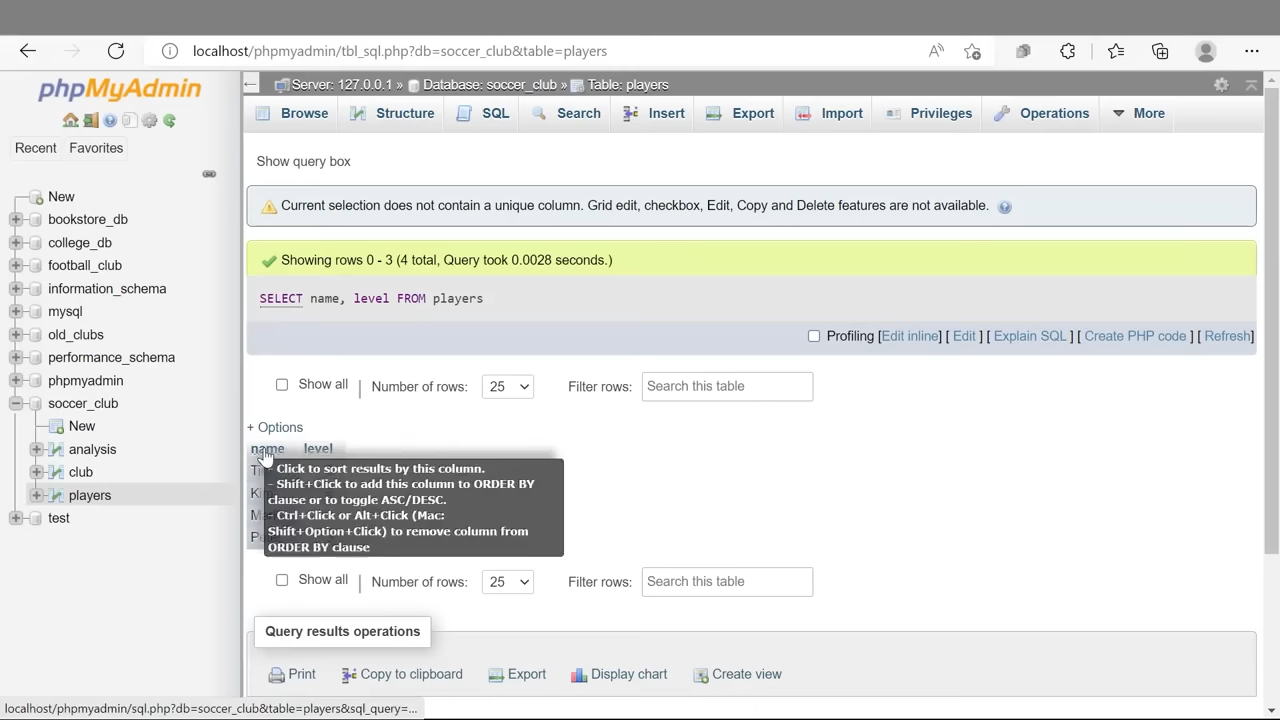 localhost/phpmyadmin/tbl_sql.php?db=soccer_club&table=players
phpMyAdmin
Recent Favorites
New
bookstore_db
college_db
football_club
information_schema
mysql
old_clubs
performance_schema
phpmyadmin
soccer_club
New
analysis
club
players
test
Server: 127.0.0.1 » Database: soccer_club » Table: players
Browse Structure SQL Search Insert Export Import Privileges Operations More
Show query box
Current selection does not contain a unique column. Grid edit, checkbox, Edit, Copy and Delete features are not available.
Showing rows 0 - 3 (4 total, Query took 0.0028 seconds.)
SELECT name, level FROM players
Profiling [Edit inline] [ Edit ] [ Explain SQL ] [ Create PHP code ] [ Refresh]
Show all | Number of rows: 25 Filter rows: Search this table
+ Options
name level
- Click to sort results by this column.
- Shift+Click to add this column to ORDER BY
clause or to toggle ASC/DESC.
- Ctrl+Click or Alt+Click (Mac:
Shift+Option+Click) to remove column from
ORDER BY clause
Show all | Number of rows: 25 Filter rows: Search this table
Query results operations
Print Copy to clipboard Export Display chart Create view
localhost/phpmyadmin/sql.php?db=soccer_club&table=players&sql_query=...